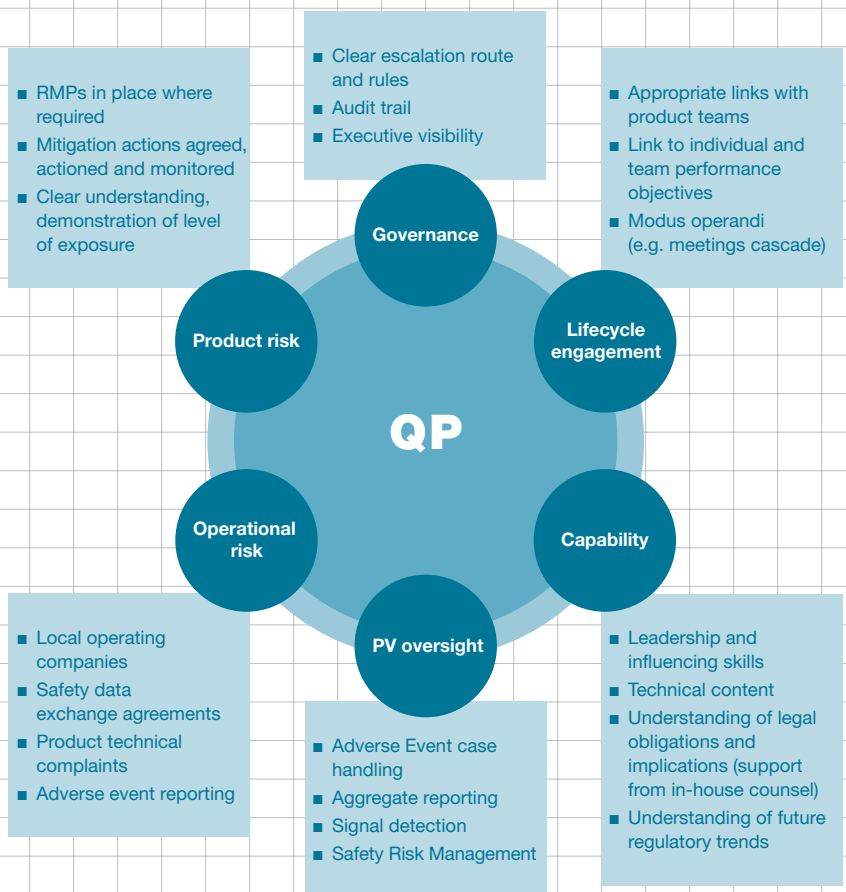 ■ Clear escalation route
and rules
■ Audit trail
■ Executive visibility
■ RMPs in place where
required
■ Mitigation actions agreed,
actioned and monitored
■ Clear understanding,
demonstration of level
of exposure
■ Appropriate links with
product teams
■ Link to individual and
team performance
objectives
■ Modus operandi
(e.g. meetings cascade)
Governance
Product risk
Lifecycle
engagement
QP
Operational
risk
Capability
PV oversight
■ Local operating
companies
■ Safety data
exchange agreements
■ Product technical
complaints
■ Adverse event reporting
■ Adverse Event case
handling
■ Aggregate reporting
■ Signal detection
■ Safety Risk Management
■ Leadership and
influencing skills
■ Technical content
■ Understanding of legal
obligations and
implications (support
from in-house counsel)
■ Understanding of future
regulatory trends